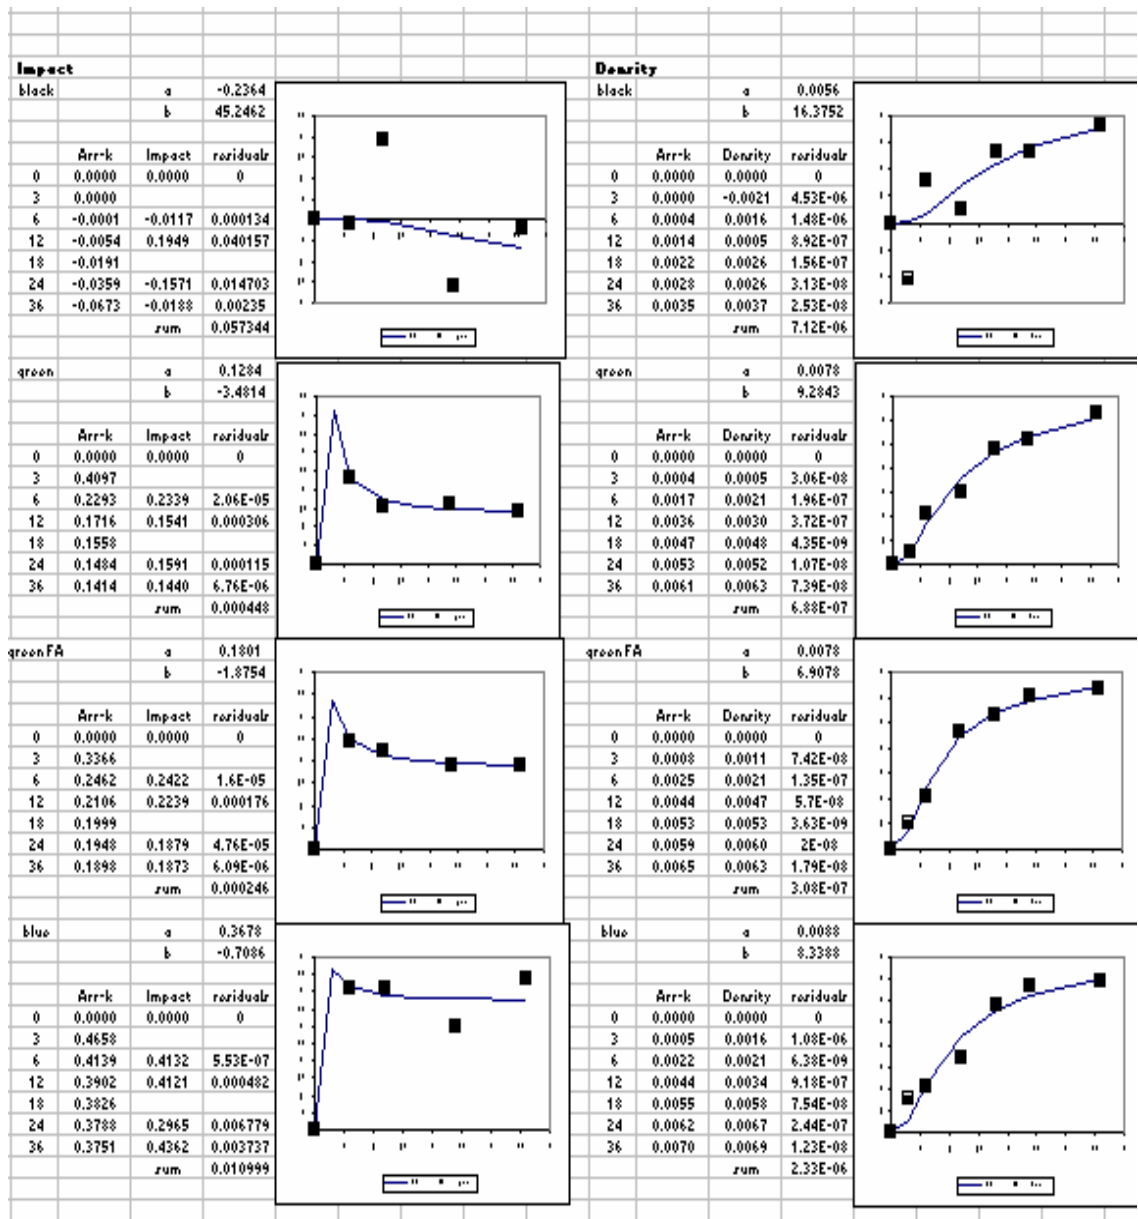 Impact
black a -0.2364
b 45.2462
Arr-k Impact residuals
0 0.0000 0.0000 0
3 0.0000
6 -0.0001 -0.0117 0.000134
12 -0.0054 0.1949 0.040157
18 -0.0191
24 -0.0359 -0.1571 0.014703
36 -0.0673 -0.0188 0.00235
sum 0.057344
green a 0.1284
b -3.4814
Arr-k Impact residuals
0 0.0000 0.0000 0
3 0.4097
6 0.2293 0.2339 2.06E-05
12 0.1716 0.1541 0.000306
18 0.1558
24 0.1484 0.1591 0.000115
36 0.1414 0.1440 6.76E-06
sum 0.000448
green FA a 0.1801
b -1.8754
Arr-k Impact residuals
0 0.0000 0.0000 0
3 0.3366
6 0.2462 0.2422 1.6E-05
12 0.2106 0.2239 0.000176
18 0.1999
24 0.1948 0.1879 4.76E-05
36 0.1898 0.1873 6.09E-06
sum 0.000246
blue a 0.3678
b -0.7086
Arr-k Impact residuals
0 0.0000 0.0000 0
3 0.4658
6 0.4139 0.4132 5.53E-07
12 0.3902 0.4121 0.000482
18 0.3826
24 0.3788 0.2965 0.006779
36 0.3751 0.4362 0.003737
sum 0.010999
Density
black a 0.0056
b 16.3752
Arr-k Density residuals
0 0.0000 0.0000 0
3 0.0000 -0.0021 4.53E-06
6 0.0004 0.0016 1.48E-06
12 0.0014 0.0005 8.92E-07
18 0.0022 0.0026 1.56E-07
24 0.0028 0.0026 3.13E-08
36 0.0035 0.0037 2.53E-08
sum 7.12E-06
green a 0.0078
b 9.2843
Arr-k Density residuals
0 0.0000 0.0000 0
3 0.0004 0.0005 3.06E-08
6 0.0017 0.0021 1.96E-07
12 0.0036 0.0030 3.72E-07
18 0.0047 0.0048 4.35E-09
24 0.0053 0.0052 1.07E-08
36 0.0061 0.0063 7.39E-08
sum 6.88E-07
green FA a 0.0078
b 6.9078
Arr-k Density residuals
0 0.0000 0.0000 0
3 0.0008 0.0011 7.42E-08
6 0.0025 0.0021 1.35E-07
12 0.0044 0.0047 5.7E-08
18 0.0053 0.0053 3.63E-09
24 0.0059 0.0060 2E-08
36 0.0065 0.0063 1.79E-08
sum 3.08E-07
blue a 0.0088
b 8.3388
Arr-k Density residuals
0 0.0000 0.0000 0
3 0.0005 0.0016 1.08E-06
6 0.0022 0.0021 6.38E-09
12 0.0044 0.0034 9.18E-07
18 0.0055 0.0058 7.54E-08
24 0.0062 0.0067 2.44E-07
36 0.0070 0.0069 1.23E-08
sum 2.33E-06